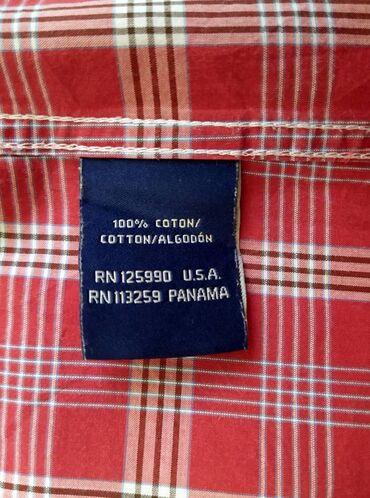 100% COTON/
COTTON/ALGODÓN
RN 125990 U.S.A.
RN 113259 PANAMA